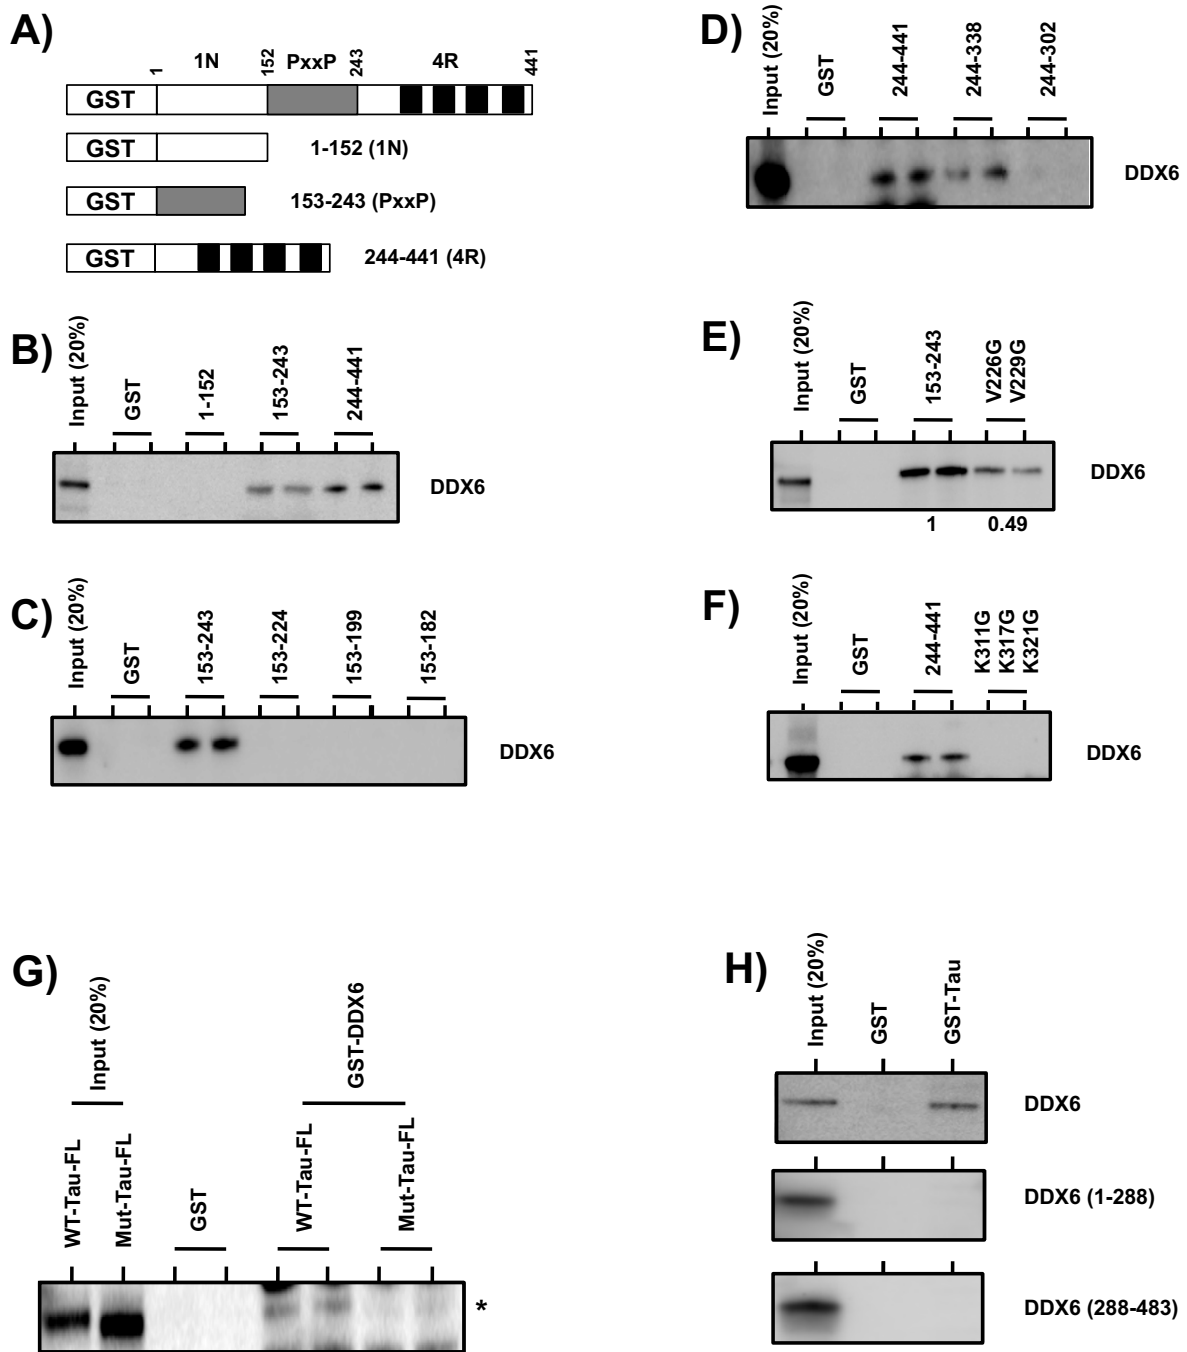 A)
1
1N
152
PxxP
243
4R
441
GST
GST
1-152 (1N)
GST
153-243 (PxxP)
GST
244-441 (4R)
B)
Input (20%)
GST
1-152
153-243
244-441
DDX6
C)
Input (20%)
GST
153-243
153-224
153-199
153-182
DDX6
D)
Input (20%)
GST
244-441
244-338
244-302
DDX6
E)
Input (20%)
GST
153-243
V226G
V229G
DDX6
1
0.49
F)
Input (20%)
GST
244-441
K311G
K317G
K321G
DDX6
G)
Input (20%)
GST-DDX6
WT-Tau-FL
Mut-Tau-FL
GST
WT-Tau-FL
Mut-Tau-FL
*
H)
Input (20%)
GST
GST-Tau
DDX6
DDX6 (1-288)
DDX6 (288-483)